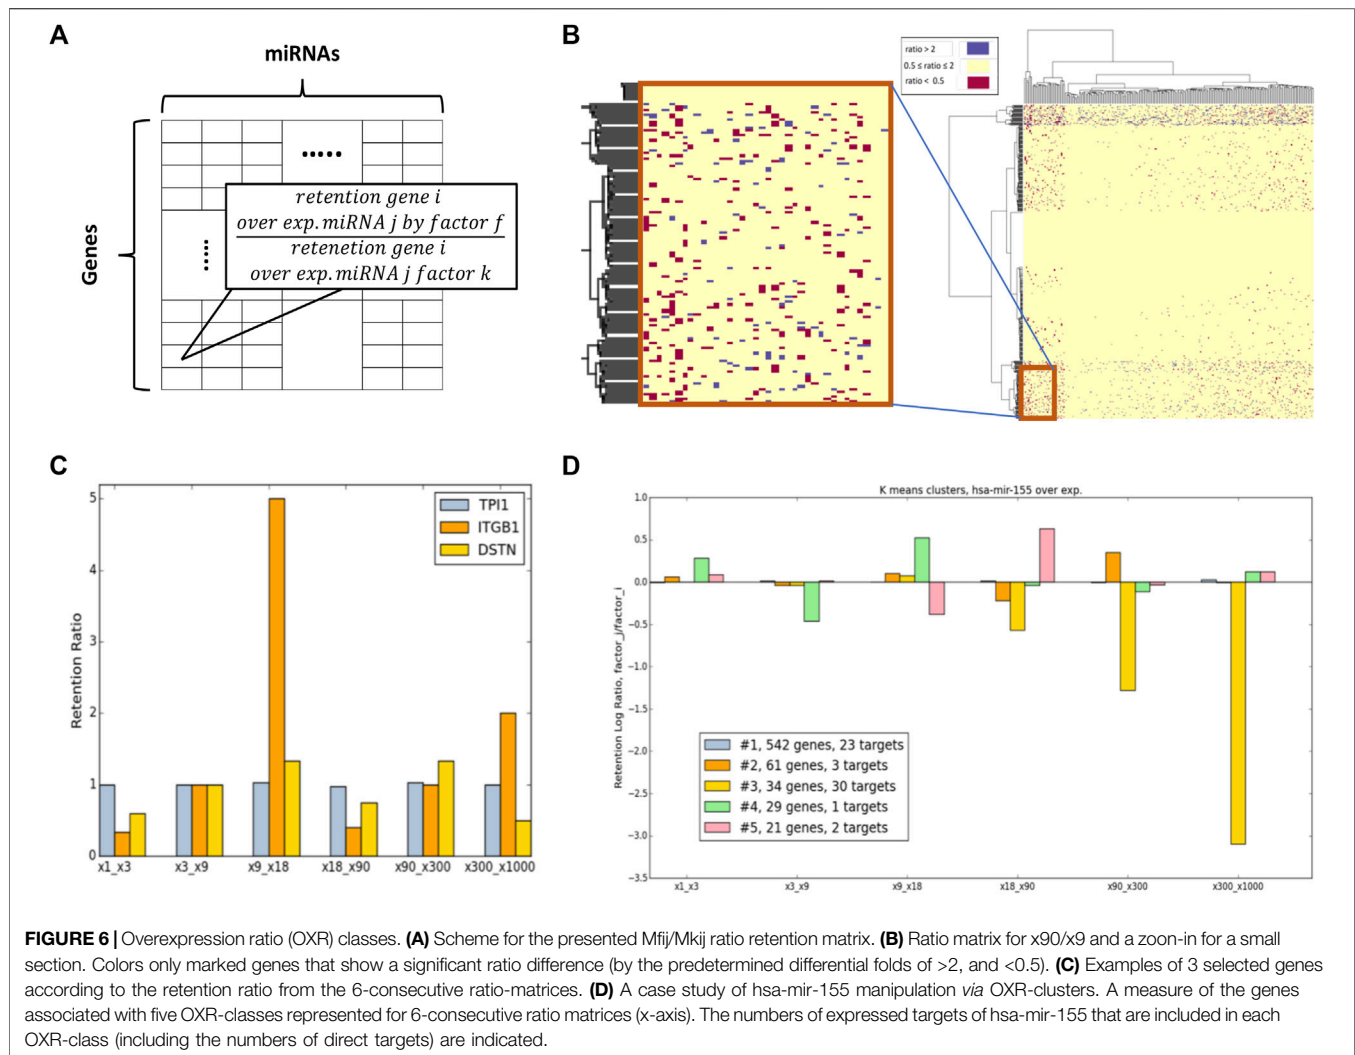 A
miRNAs
Genes
.....
.....
retention gene i
over exp.miRNA j by factor f
retenetion gene i
over exp.miRNA j factor k
B
ratio > 2
0.5 ≤ ratio ≤ 2
ratio < 0.5
C
Retention Ratio
5
4
3
2
1
0
TPI1
ITGB1
DSTN
x1_x3
x3_x9
x9_x18
x18_x90
x90_x300
x300_x1000
D
K means clusters, hsa-mir-155 over exp.
Retention Log Ratio, factor_j/factor_i
1.0
0.5
0.0
-0.5
-1.0
-1.5
-2.0
-2.5
-3.0
-3.5
#1, 542 genes, 23 targets
#2, 61 genes, 3 targets
#3, 34 genes, 30 targets
#4, 29 genes, 1 targets
#5, 21 genes, 2 targets
x1_x3
x3_x9
x9_x18
x18_x90
x90_x300
x300_x1000
FIGURE 6 | Overexpression ratio (OXR) classes. (A) Scheme for the presented Mfij/Mkij ratio retention matrix. (B) Ratio matrix for x90/x9 and a zoon-in for a small
section. Colors only marked genes that show a significant ratio difference (by the predetermined differential folds of >2, and <0.5). (C) Examples of 3 selected genes
according to the retention ratio from the 6-consecutive ratio-matrices. (D) A case study of hsa-mir-155 manipulation via OXR-clusters. A measure of the genes
associated with five OXR-classes represented for 6-consecutive ratio matrices (x-axis). The numbers of expressed targets of hsa-mir-155 that are included in each
OXR-class (including the numbers of direct targets) are indicated.